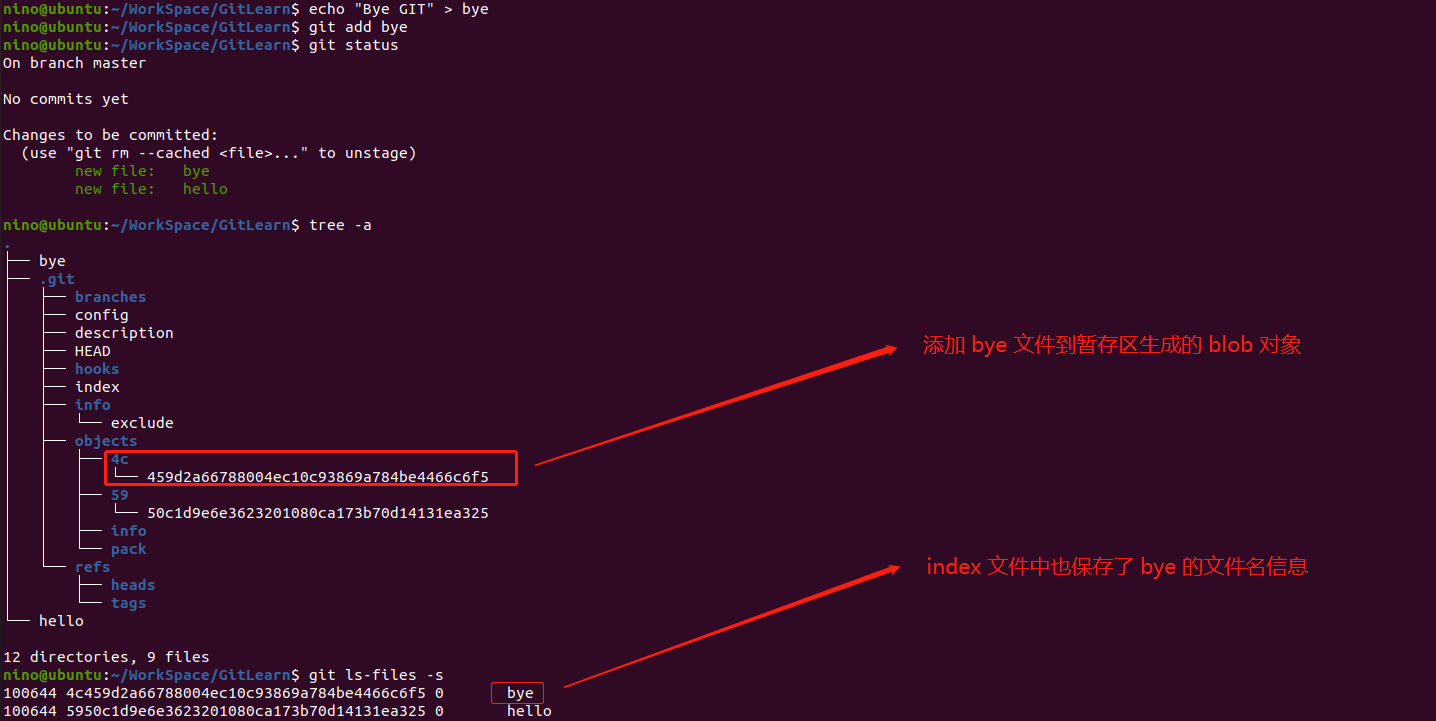 nino@ubuntu:~/WorkSpace/GitLearn$ echo "Bye GIT" > bye
nino@ubuntu:~/WorkSpace/GitLearn$ git add bye
nino@ubuntu:~/WorkSpace/GitLearn$ git status
On branch master
No commits yet
Changes to be committed:
  (use "git rm --cached <file>..." to unstage)
        new file:   bye
        new file:   hello
nino@ubuntu:~/WorkSpace/GitLearn$ tree -a
.
├── bye
├── .git
│   ├── branches
│   ├── config
│   ├── description
│   ├── HEAD
│   ├── hooks
│   ├── index
│   ├── info
│   │   └── exclude
│   ├── objects
│   │   ├── 4c
│   │   │   └── 459d2a66788004ec10c93869a784be4466c6f5
│   │   ├── 59
│   │   │   └── 50c1d9e6e3623201080ca173b70d14131ea325
│   │   ├── info
│   │   └── pack
│   └── refs
│       ├── heads
│       └── tags
└── hello
12 directories, 9 files
nino@ubuntu:~/WorkSpace/GitLearn$ git ls-files -s
100644 4c459d2a66788004ec10c93869a784be4466c6f5 0       bye
100644 5950c1d9e6e3623201080ca173b70d14131ea325 0       hello
添加 bye 文件到暂存区生成的 blob 对象
index 文件中也保存了 bye 的文件名信息